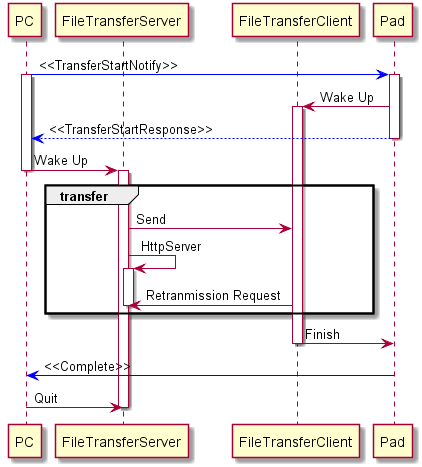 PC FileTransferServer FileTransferClient Pad
<<TransferStartNotify>>
Wake Up
<<TransferStartResponse>>
Wake Up
transfer
Send
HttpServer
Retranmission Request
Finish
<<Complete>>
Quit
PC FileTransferServer FileTransferClient Pad